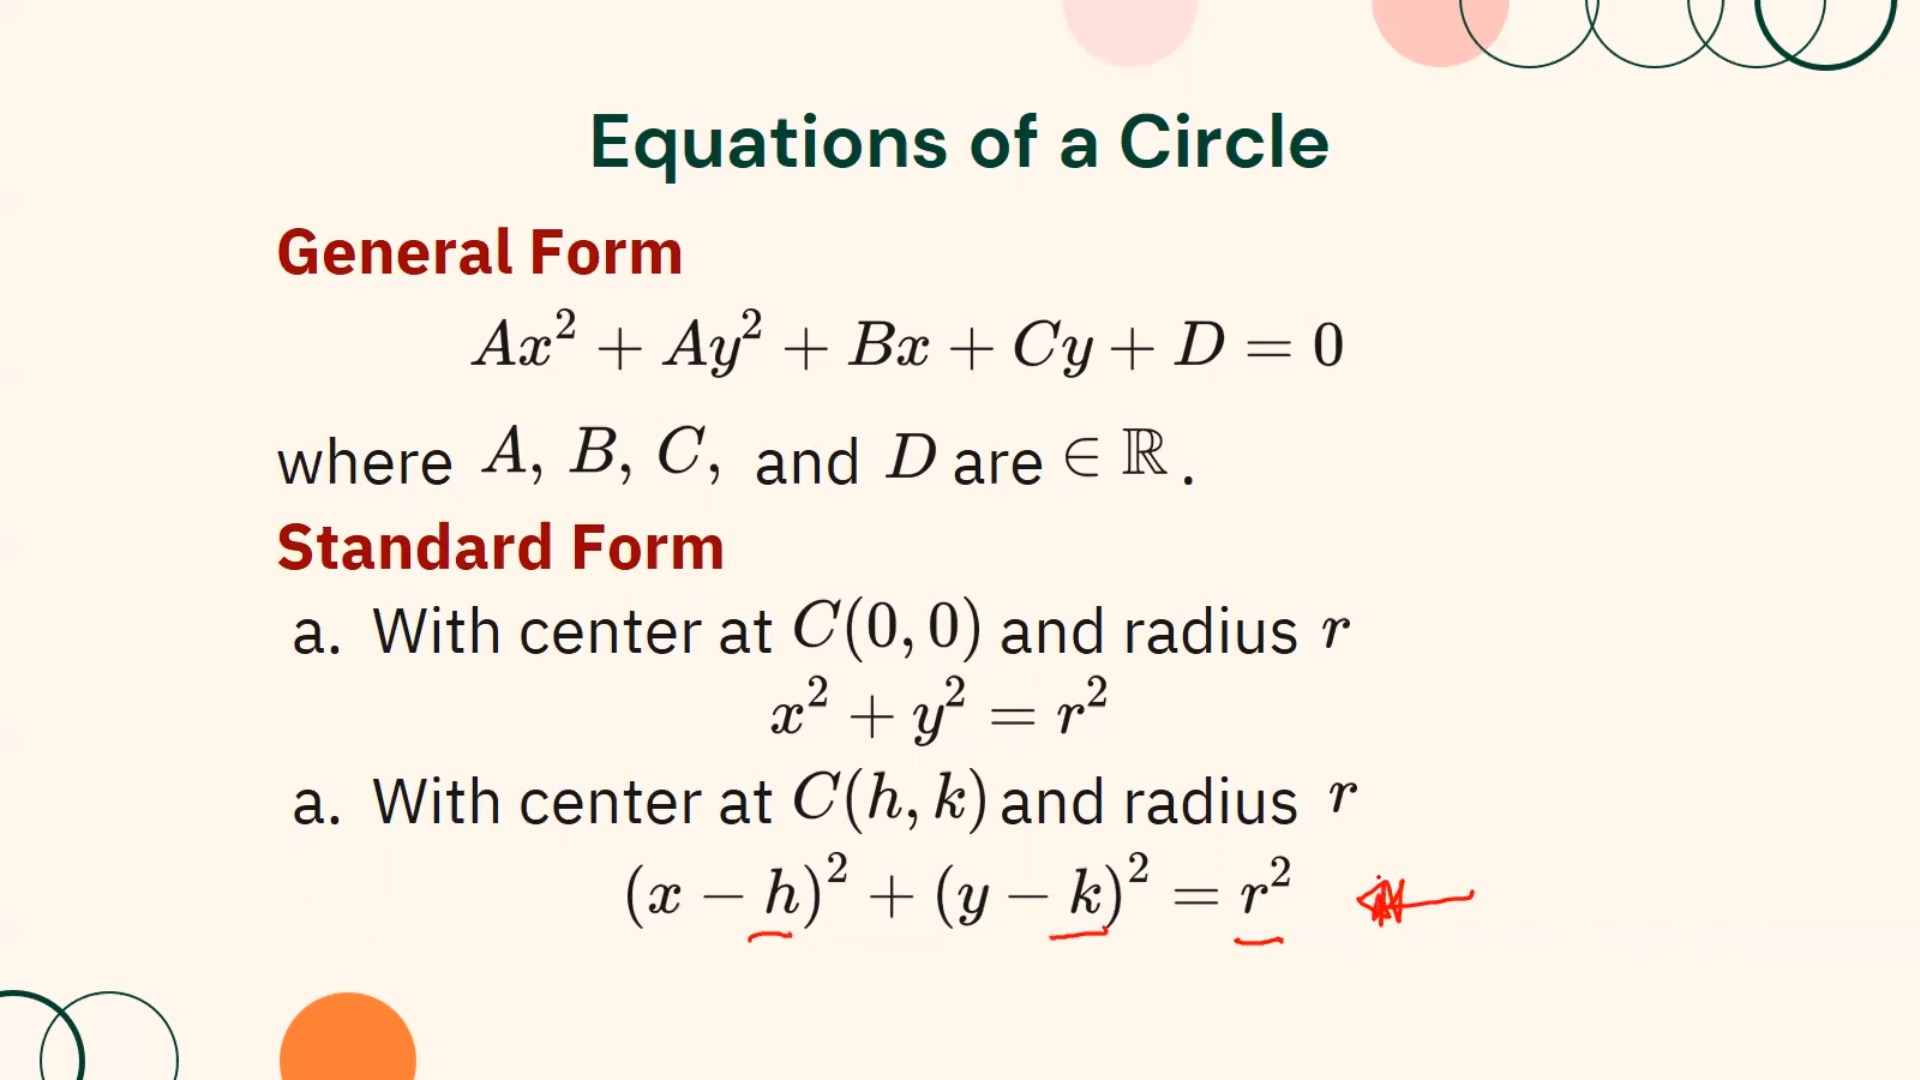 Equations of a Circle
General Form
Ax² + Ay² + Bx + Cy + D = 0
where A, B, C, and D are ∈ ℝ.
Standard Form
a. With center at C(0, 0) and radius r
x² + y² = r²
a. With center at C(h, k) and radius r
(x − h)² + (y − k)² = r²